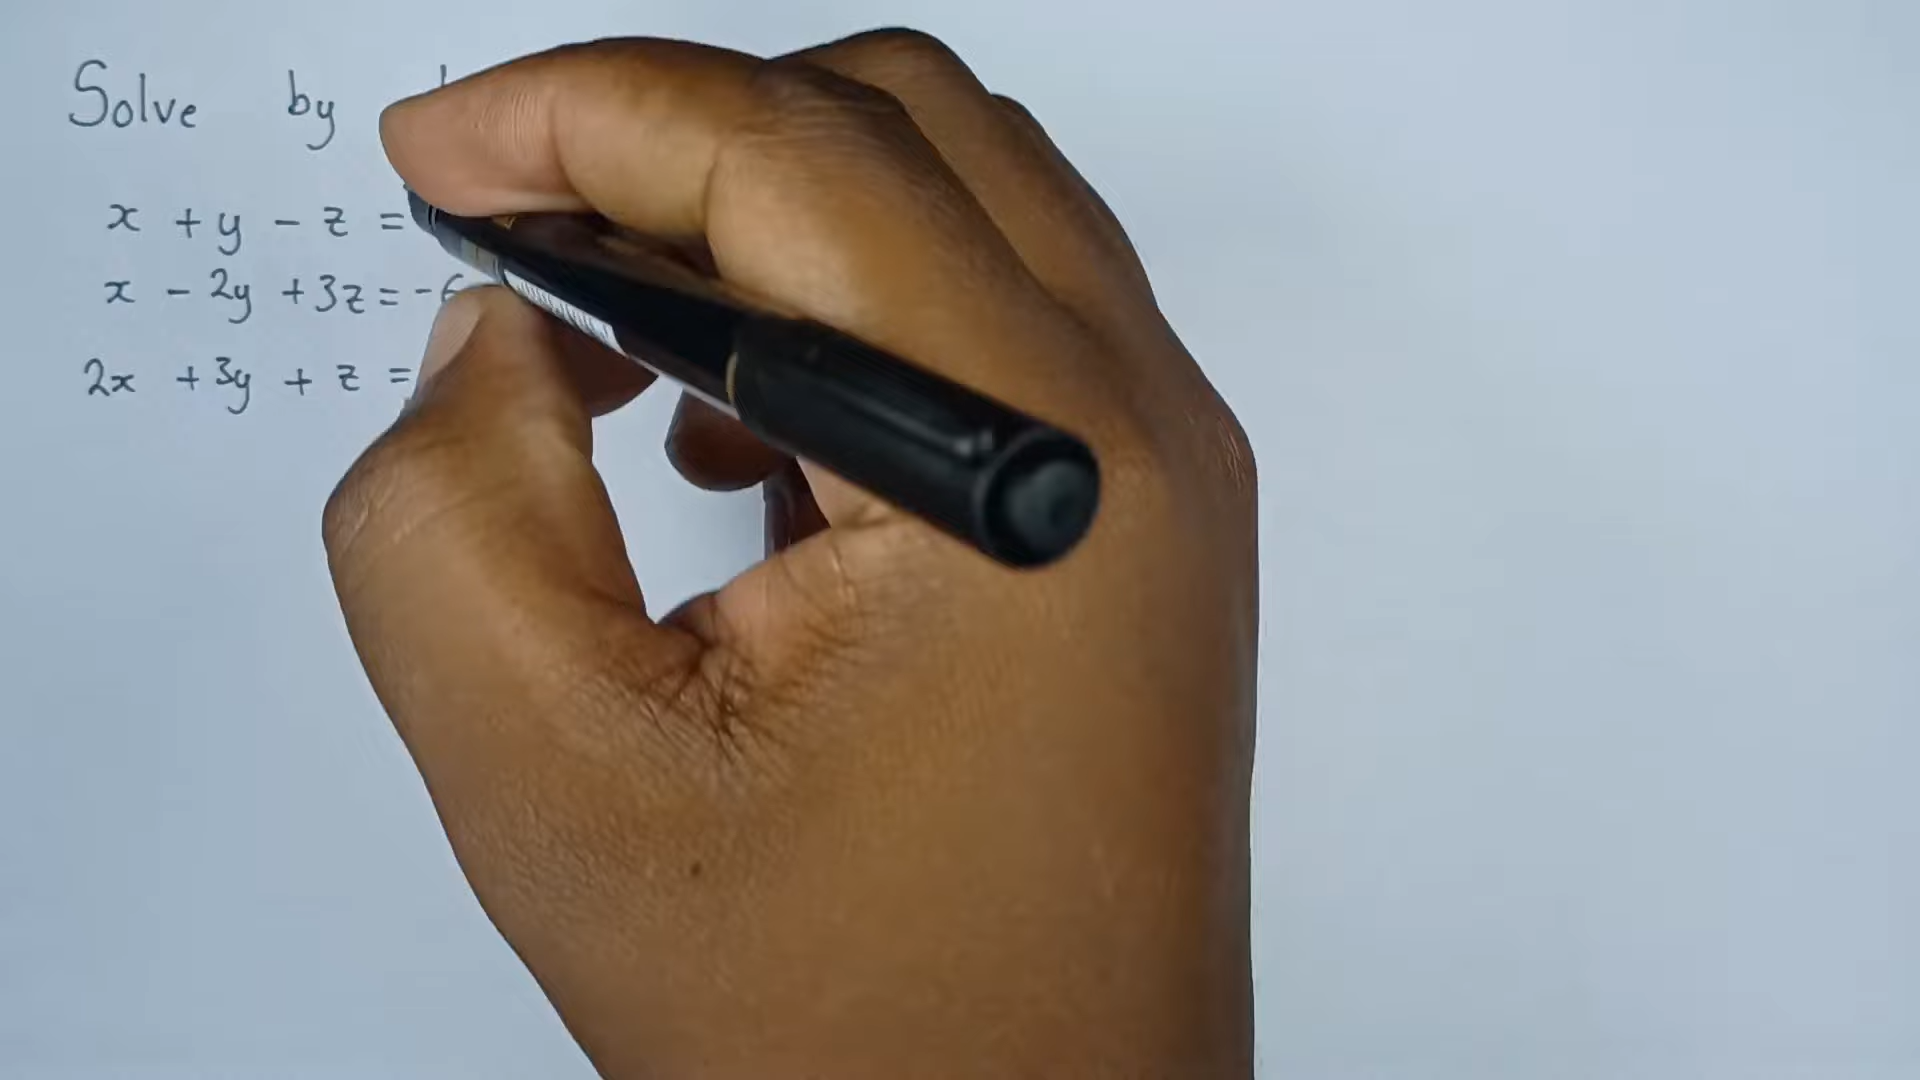 Solve by
x + y - z =
x - 2y + 3z = -6
2x + 3y + z =